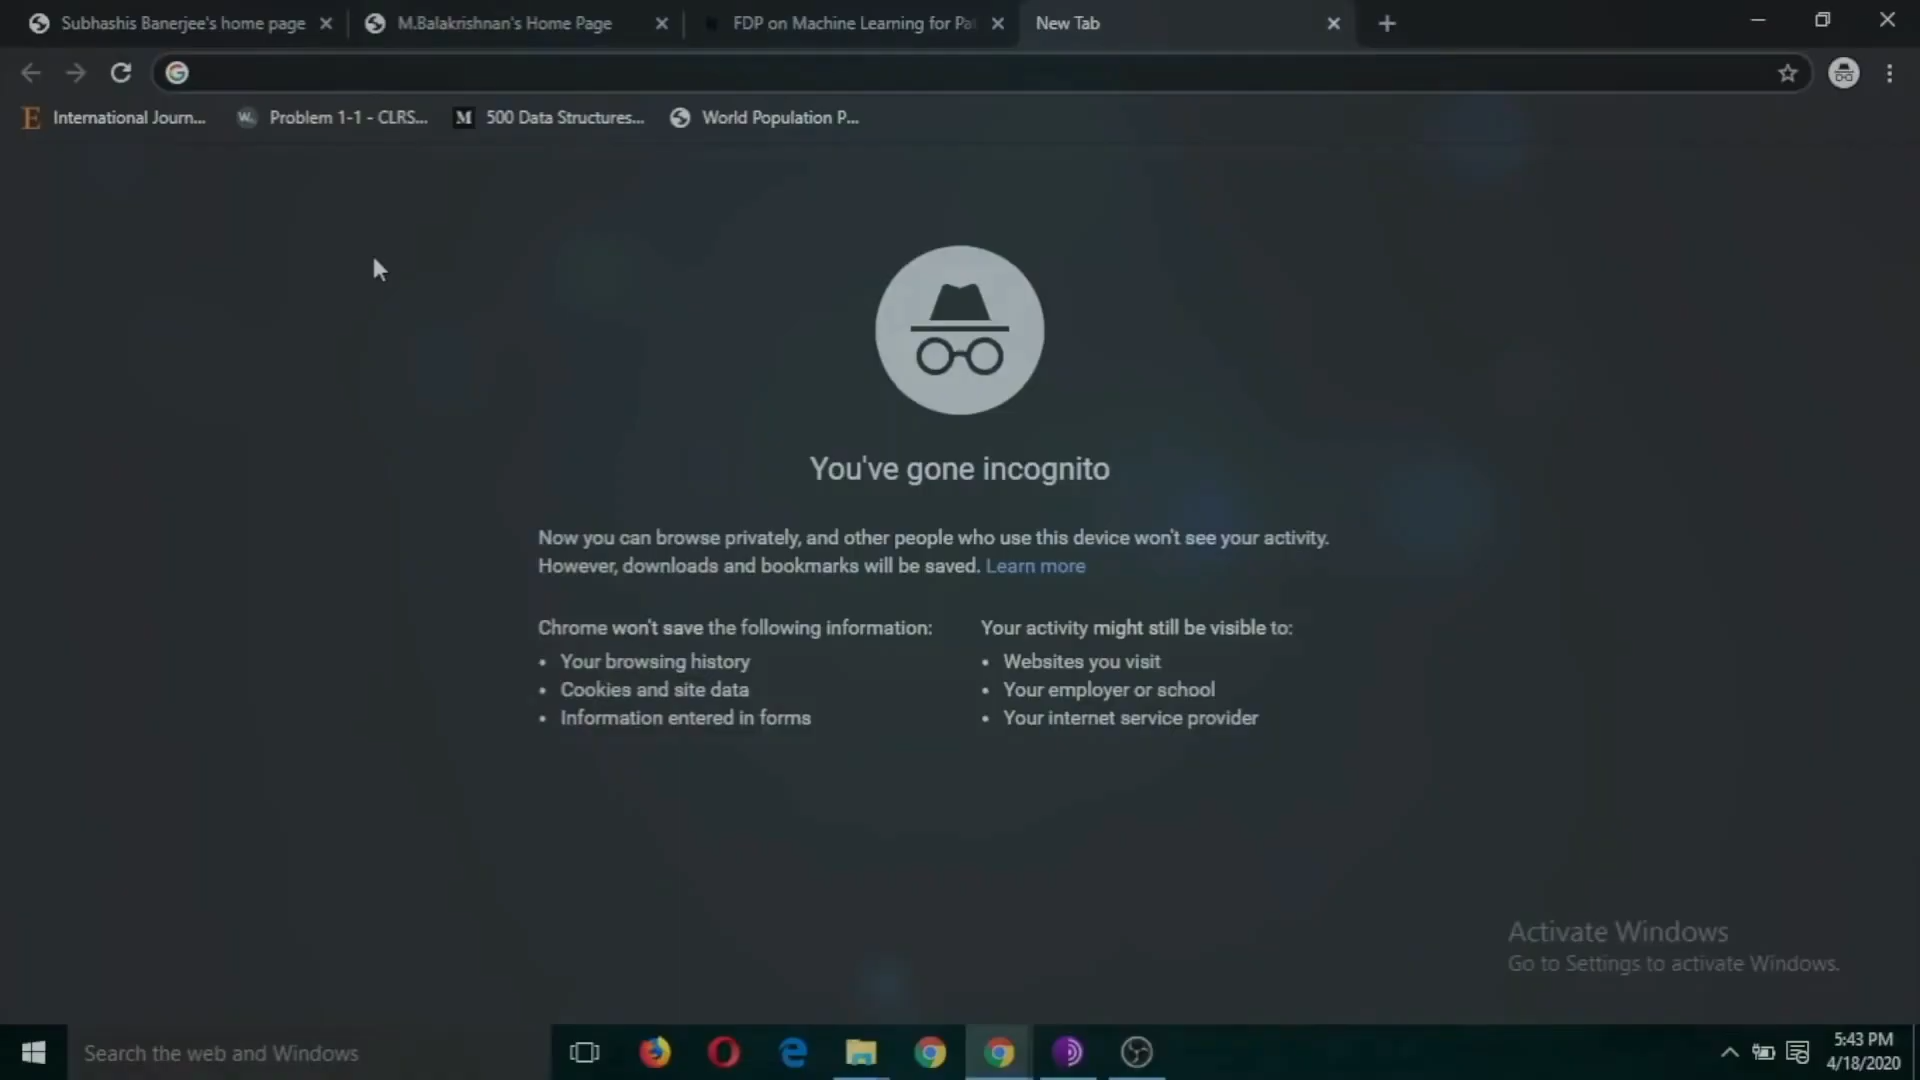 Subhashis Banerjee's home page
M.Balakrishnan's Home Page
FDP on Machine Learning for Pat
New Tab
International Journ...
Problem 1-1 - CLRS...
500 Data Structures...
World Population P...
You've gone incognito
Now you can browse privately, and other people who use this device won't see your activity.
However, downloads and bookmarks will be saved. Learn more
Chrome won't save the following information:
Your browsing history
Cookies and site data
Information entered in forms
Your activity might still be visible to:
Websites you visit
Your employer or school
Your internet service provider
Activate Windows
Go to Settings to activate Windows.
Search the web and Windows
5:43 PM
4/18/2020